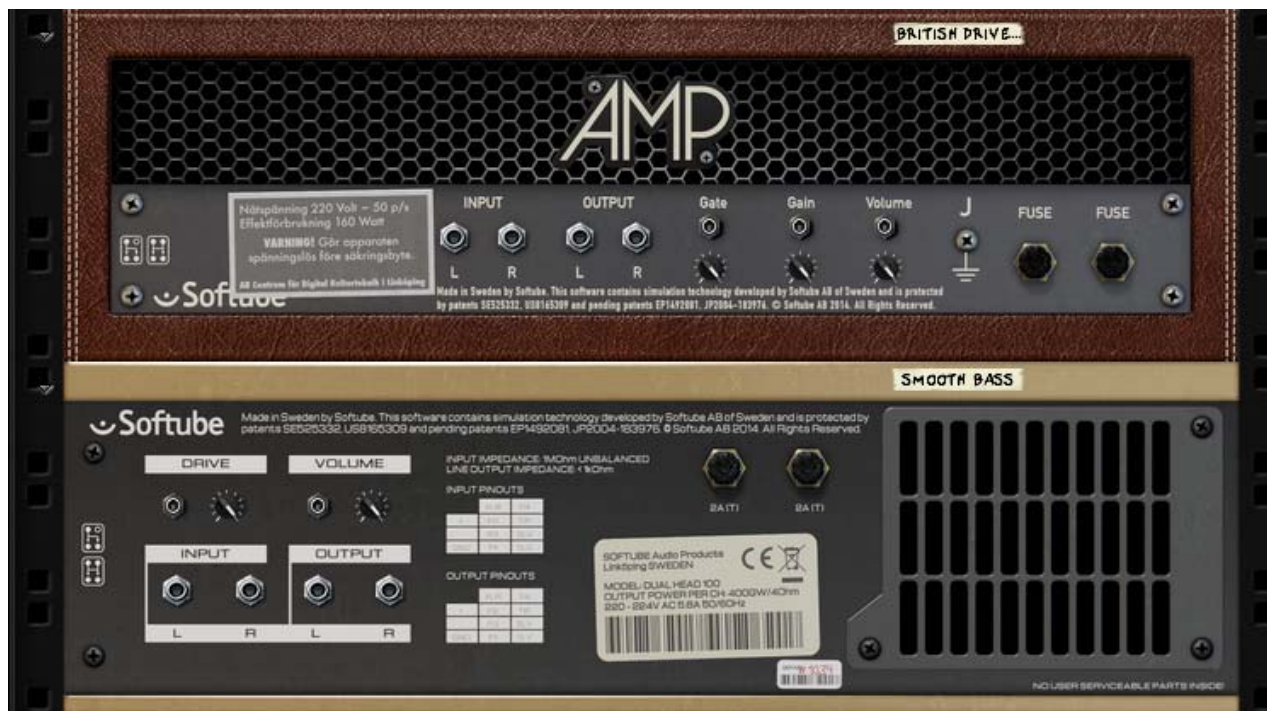 BRITISH DRIVE...
AMP
Nätspänning 220 Volt – 50 p/s
Effektförbrukning 160 Watt
VARNING! Gör apparaten
spänningslös före säkringsbyte.
INPUT
OUTPUT
Gate
Gain
Volume
FUSE
FUSE
L
R
L
R
Softube
Made in Sweden by Softube. This software contains simulation technology developed by Softube AB of Sweden and is protected
by patents SE525332, US8165309 and pending patents EP1492081, JP2004-183976. © Softube AB 2014. All Rights Reserved.
SMOOTH BASS
Softube
Made in Sweden by Softube. This software contains simulation technology developed by Softube AB of Sweden and is protected by
patents SE525332, US8165309 and pending patents EP1492081, JP2004-183976. © Softube AB 2014. All Rights Reserved.
DRIVE
VOLUME
INPUT
OUTPUT
L
R
L
R
INPUT IMPEDANCE: 1MOhm UNBALANCED
LINE OUTPUT IMPEDANCE: <1kOhm
INPUT PINOUTS
OUTPUT PINOUTS
2A (T)
2A (T)
SOFTUBE Audio Products
Linköping SWEDEN
CE
MODEL: DUAL HEAD 100
OUTPUT POWER PER CH: 400GW/4Ohm
220 - 224V AC 5.8A 50/60Hz
NO USER SERVICEABLE PARTS INSIDE!